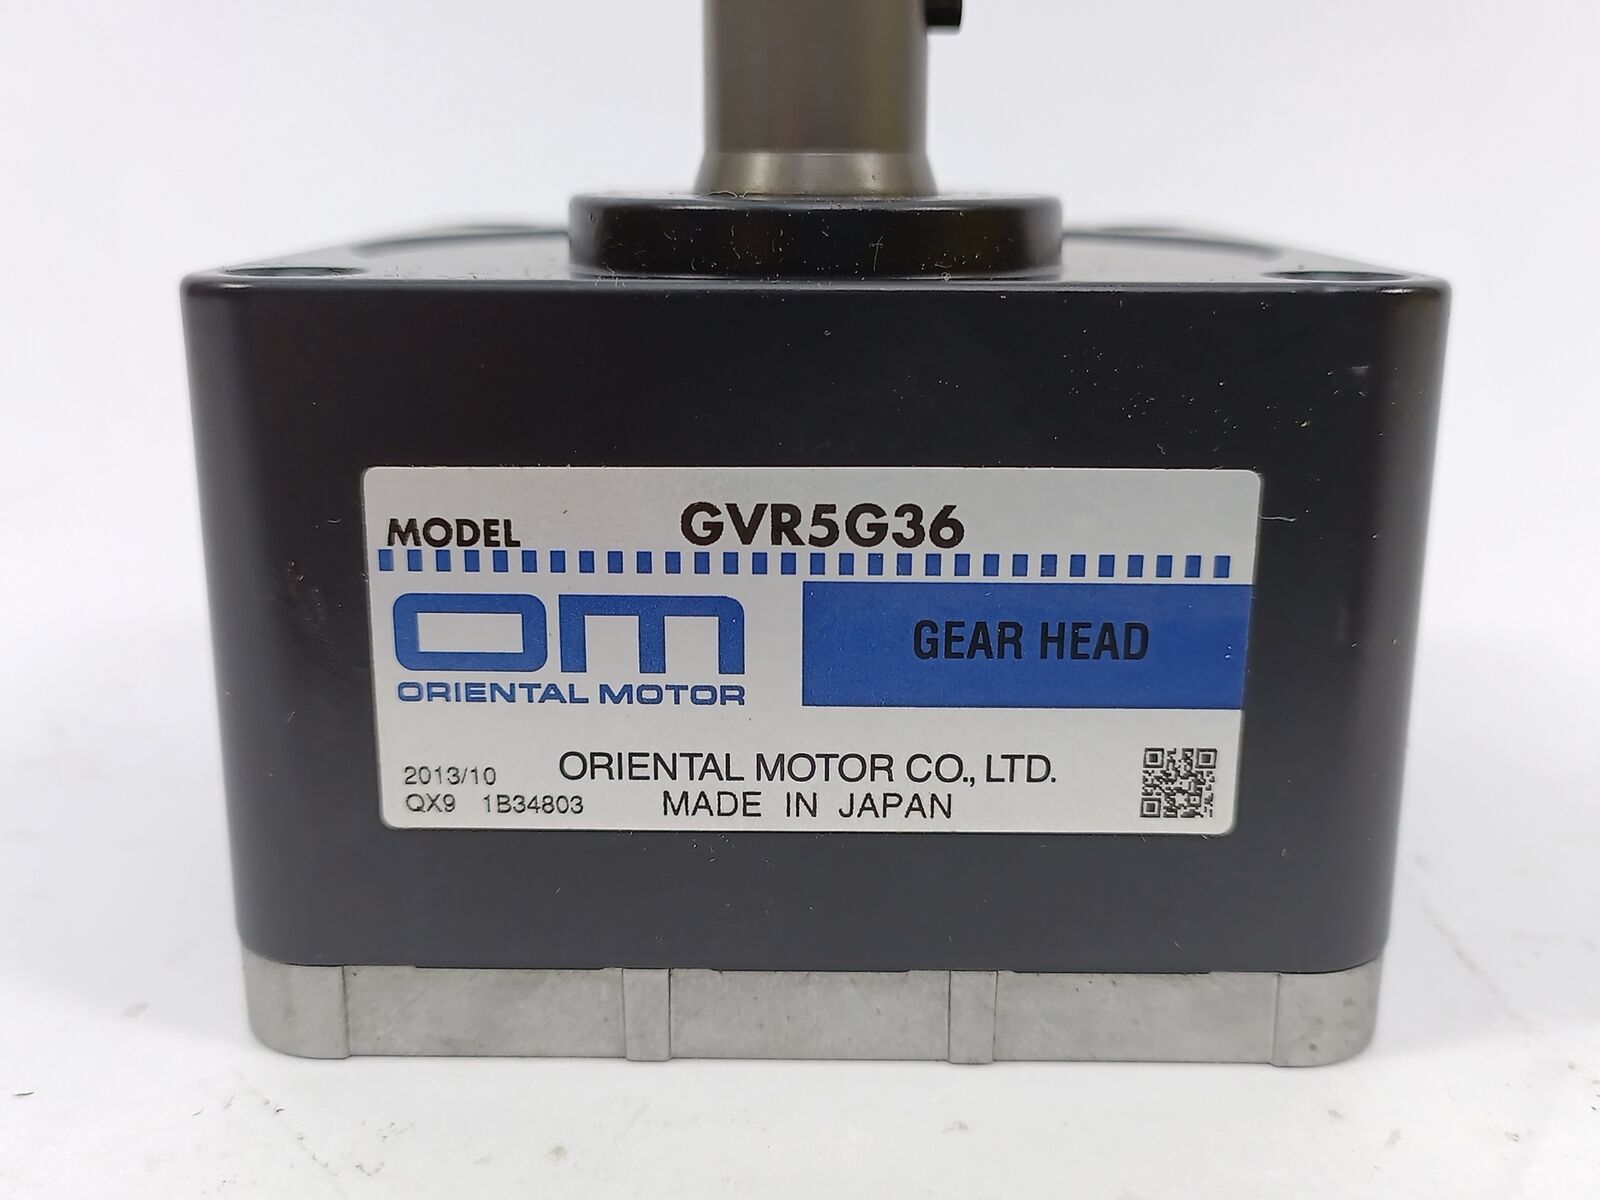 MODEL GVR5G36
OM
ORIENTAL MOTOR
GEAR HEAD
2013/10 ORIENTAL MOTOR CO., LTD.
QX9 1B34803 MADE IN JAPAN